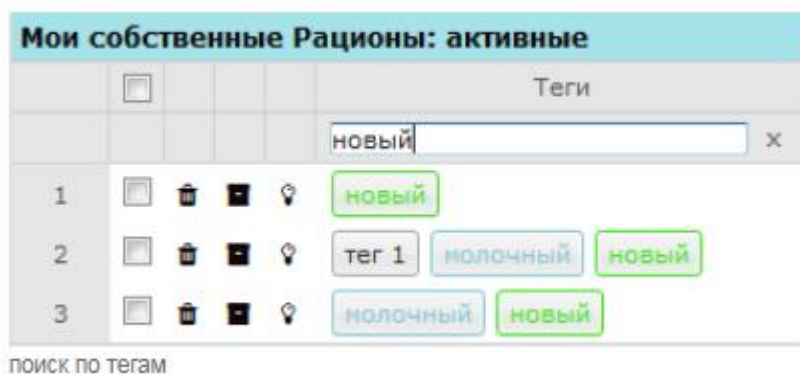 Мои собственные Рационы: активные
Теги
новый x
1 новый
2 тег 1 молочный новый
3 молочный новый
поиск по тегам